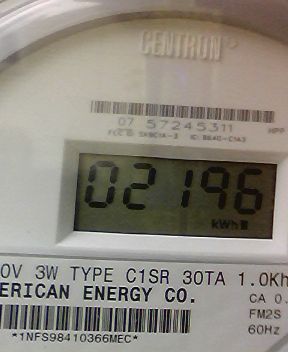 CENTRON
07 57245311
HPP
02196
kWh
0V 3W TYPE C1SR 30TA 1.0Kh
ERICAN ENERGY CO.
CA 0.
FM2S
60Hz
*1NFS98410366MEC*